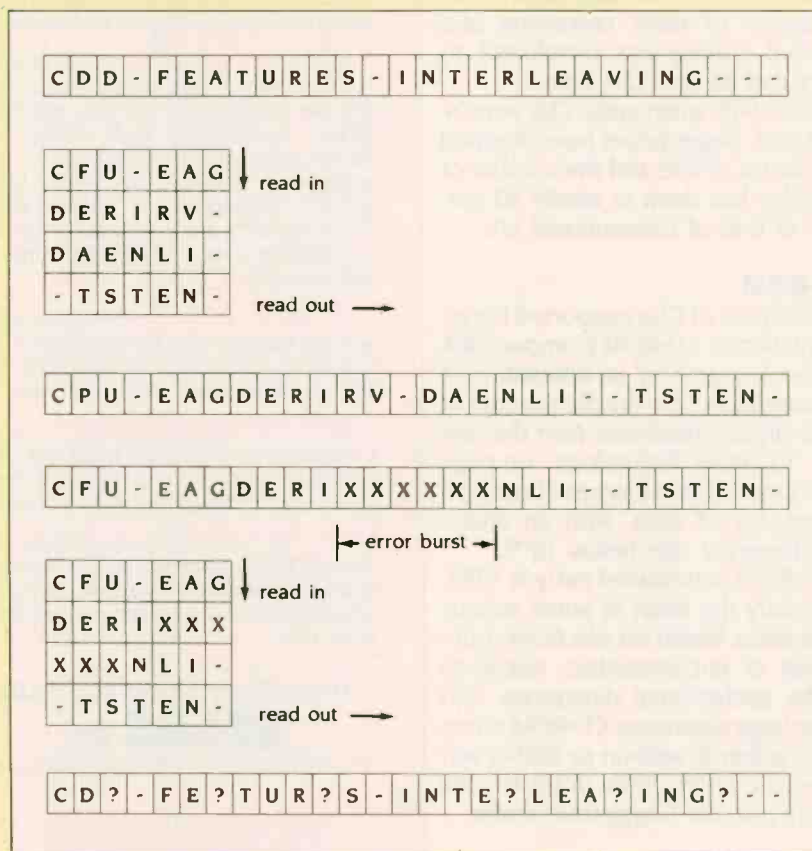 CDD-FEATURES-INTERLEAVING---
CFU-EAG
read in
DERIRV-
DAENLI-
-TSTEN-
read out
CPU-EAGDERIRV-DAENLI--TSTEN-
CFU-EAGDERIXXXXXXNLI--TSTEN-
error burst
CFU-EAG
read in
DERIXXX
XXXNLI-
-TSTEN-
read out
CD?-FE?TUR?S-INTE?LEA?ING?--